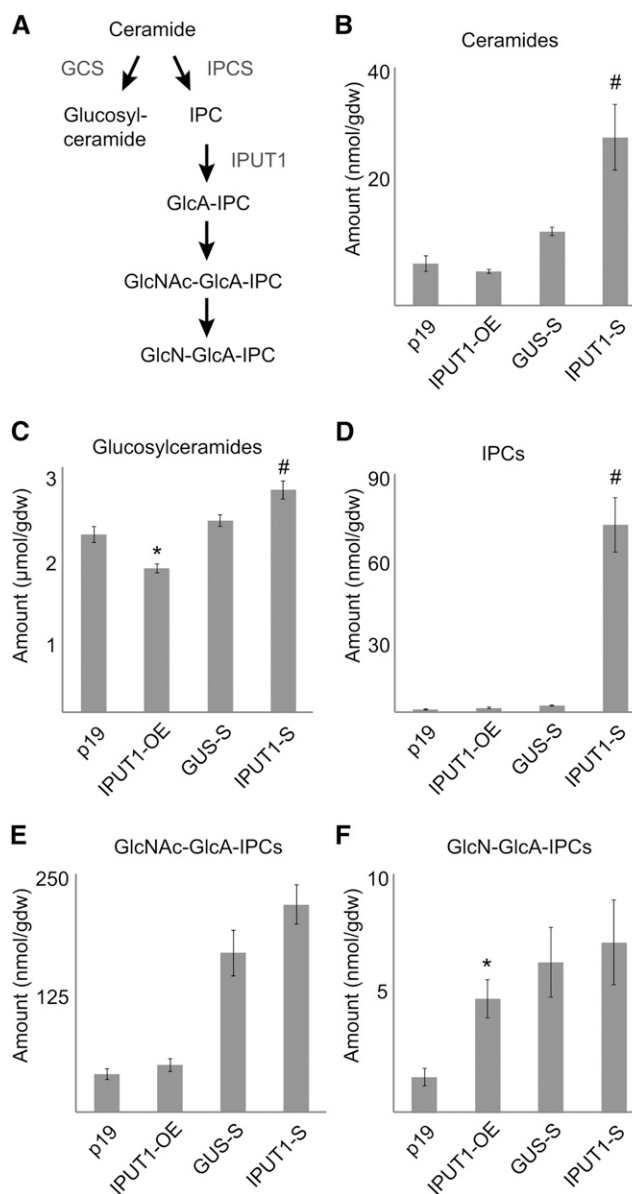 A
Ceramide
GCS IPCS
Glucosyl-
ceramide
IPC
IPUT1
GlcA-IPC
GlcNAc-GlcA-IPC
GlcN-GlcA-IPC
B
Ceramides
Amount (nmol/gdw)
40
20
#
p19 IPUT1-OE GUS-S IPUT1-S
C
Glucosylceramides
Amount (µmol/gdw)
3
2
1
*
#
p19 IPUT1-OE GUS-S IPUT1-S
D
IPCs
Amount (nmol/gdw)
90
60
30
#
p19 IPUT1-OE GUS-S IPUT1-S
E
GlcNAc-GlcA-IPCs
Amount (nmol/gdw)
250
125
p19 IPUT1-OE GUS-S IPUT1-S
F
GlcN-GlcA-IPCs
Amount (nmol/gdw)
10
5
*
p19 IPUT1-OE GUS-S IPUT1-S